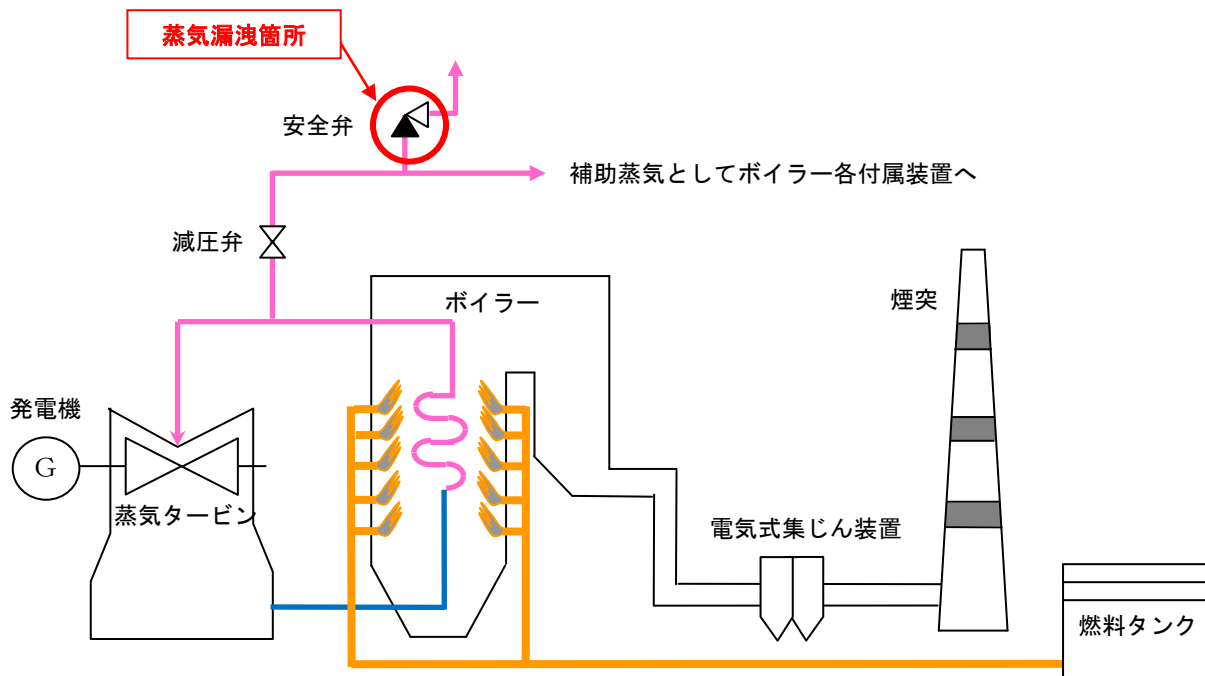 蒸気漏洩箇所
安全弁
補助蒸気としてボイラー各付属装置へ
減圧弁
ボイラー
煙突
発電機
G
蒸気タービン
電気式集じん装置
燃料タンク